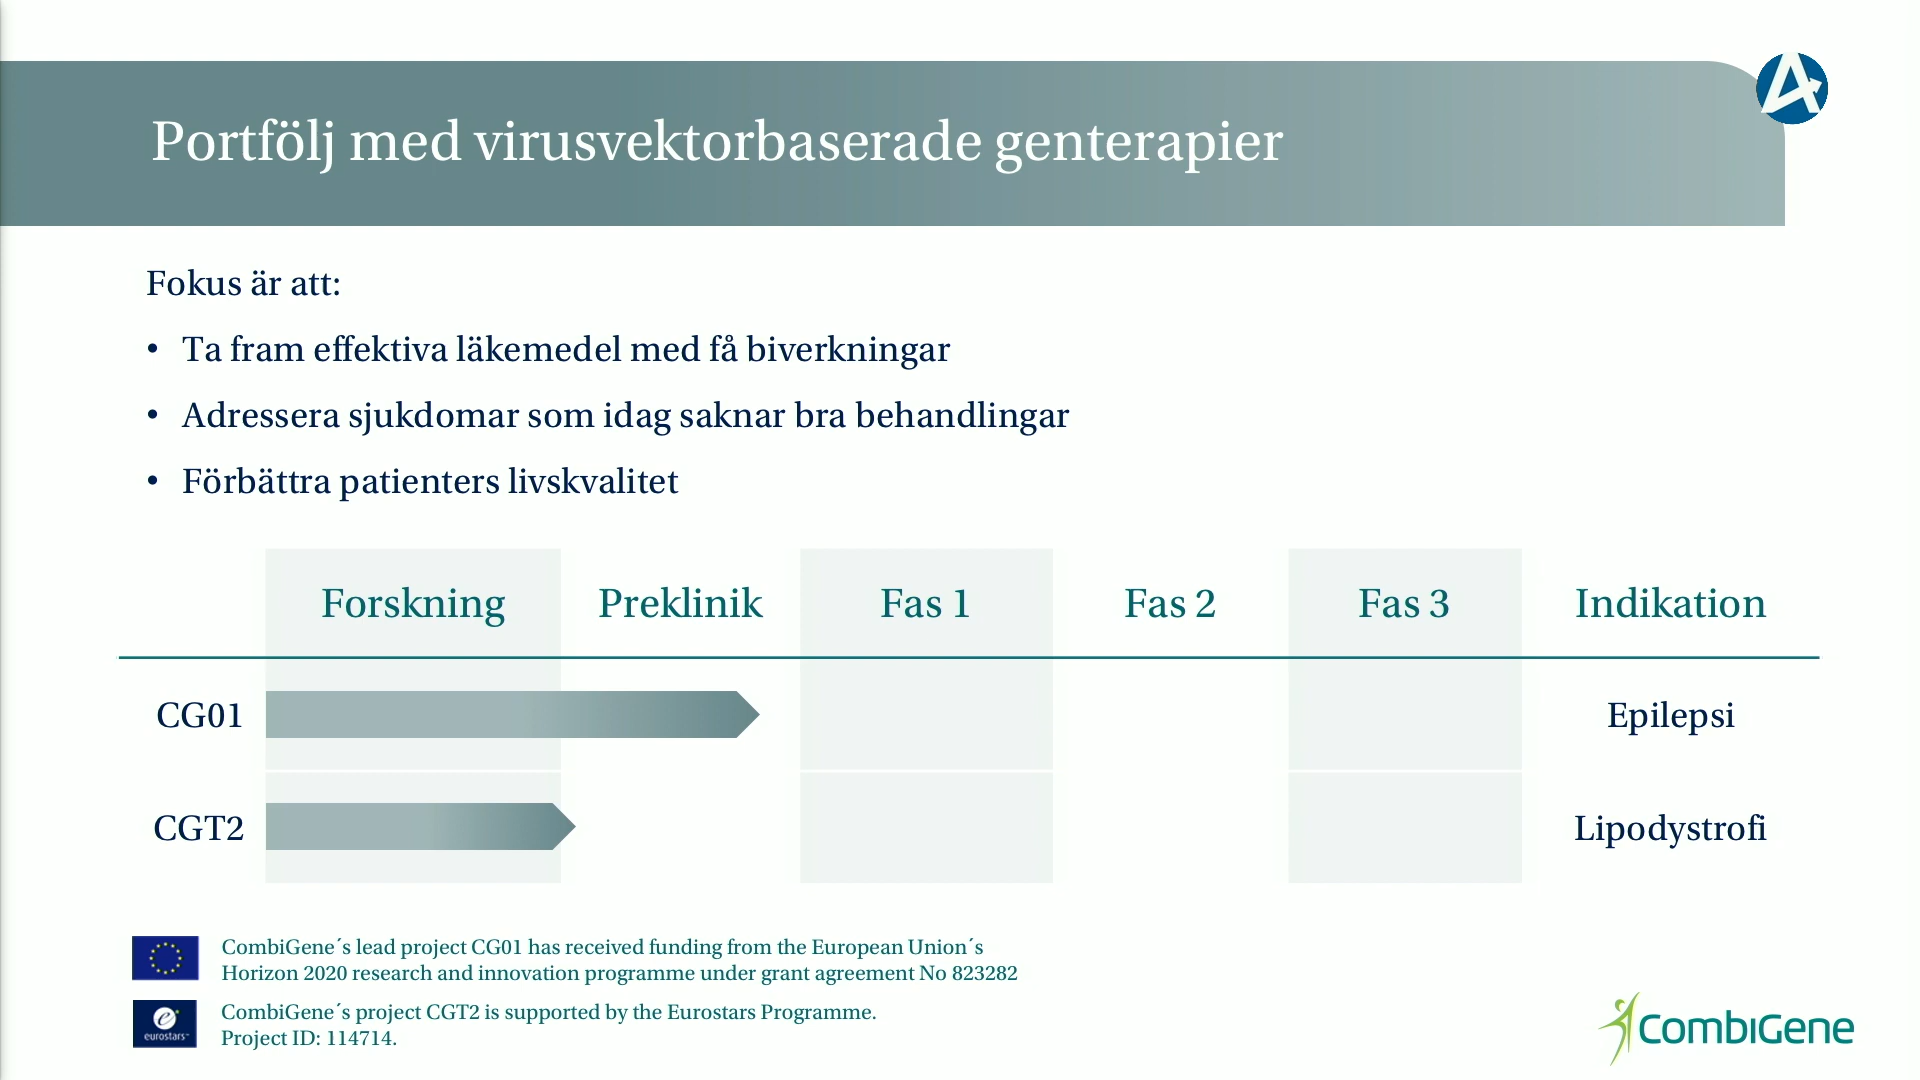 Portfölj med virusvektorbaserade genterapier
Fokus är att:
• Ta fram effektiva läkemedel med få biverkningar
• Adressera sjukdomar som idag saknar bra behandlingar
• Förbättra patienters livskvalitet
Forskning Preklinik Fas 1 Fas 2 Fas 3 Indikation
CG01 Epilepsi
CGT2 Lipodystrofi
CombiGene´s lead project CG01 has received funding from the European Union´s
Horizon 2020 research and innovation programme under grant agreement No 823282
eurostars™
CombiGene´s project CGT2 is supported by the Eurostars Programme.
Project ID: 114714.
CombiGene